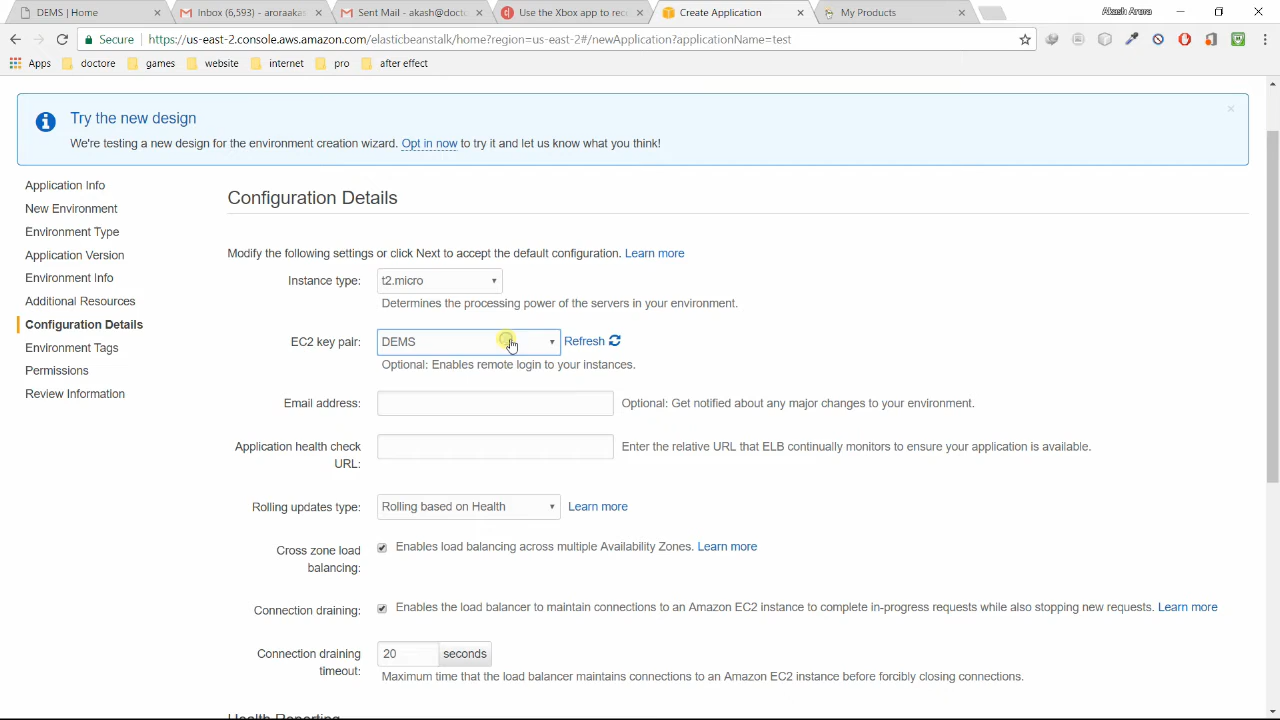 DEMS | Home
Inbox (6,593) - aroraakas
Sent Mail - akash@doctu
Use the Xbox app to rec
Create Application
My Products
Akash Arora
Secure https://us-east-2.console.aws.amazon.com/elasticbeanstalk/home?region=us-east-2#/newApplication?applicationName=test
Apps doctore games website internet pro after effect
Try the new design
We're testing a new design for the environment creation wizard. Opt in now to try it and let us know what you think!
Application Info
New Environment
Environment Type
Application Version
Environment Info
Additional Resources
Configuration Details
Environment Tags
Permissions
Review Information
Configuration Details
Modify the following settings or click Next to accept the default configuration. Learn more
Instance type: t2.micro
Determines the processing power of the servers in your environment.
EC2 key pair: DEMS Refresh
Optional: Enables remote login to your instances.
Email address: Optional: Get notified about any major changes to your environment.
Application health check Enter the relative URL that ELB continually monitors to ensure your application is available.
URL:
Rolling updates type: Rolling based on Health Learn more
Cross zone load Enables load balancing across multiple Availability Zones. Learn more
balancing:
Connection draining: Enables the load balancer to maintain connections to an Amazon EC2 instance to complete in-progress requests while also stopping new requests. Learn more
Connection draining 20 seconds
timeout:
Maximum time that the load balancer maintains connections to an Amazon EC2 instance before forcibly closing connections.
Health Reporting